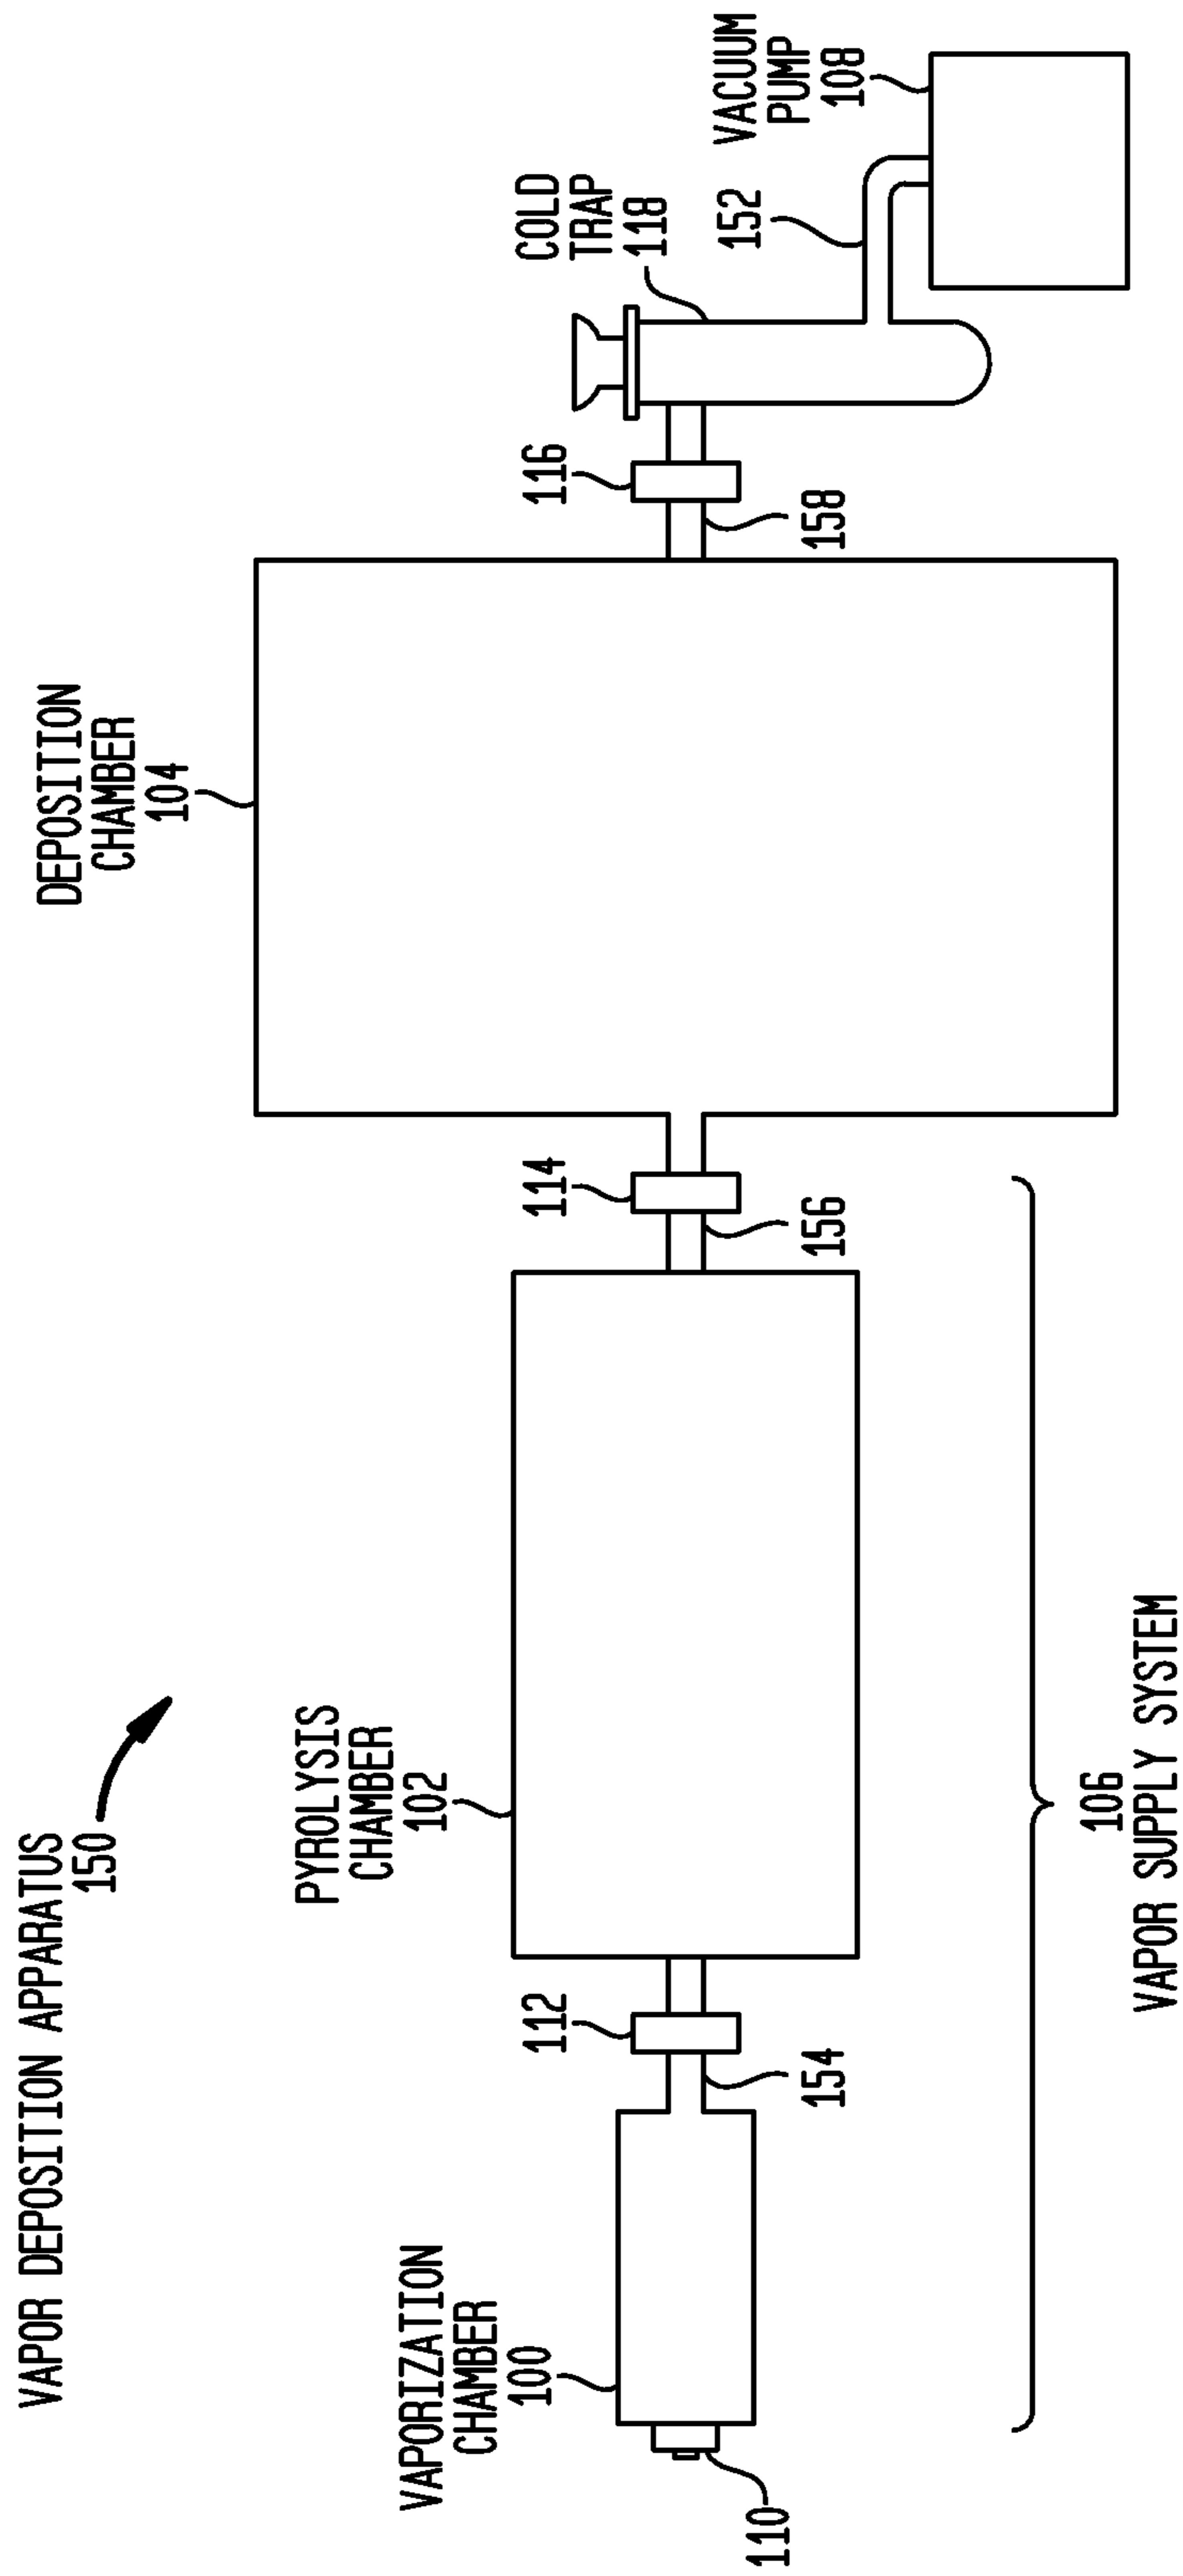 VAPOR DEPOSITION APPARATUS
150
VAPORIZATION
CHAMBER
100
110
112
154
PYROLYSIS
CHAMBER
102
114
156
DEPOSITION
CHAMBER
104
116
158
COLD
TRAP
118
152
VACUUM
PUMP
108
106
VAPOR SUPPLY SYSTEM